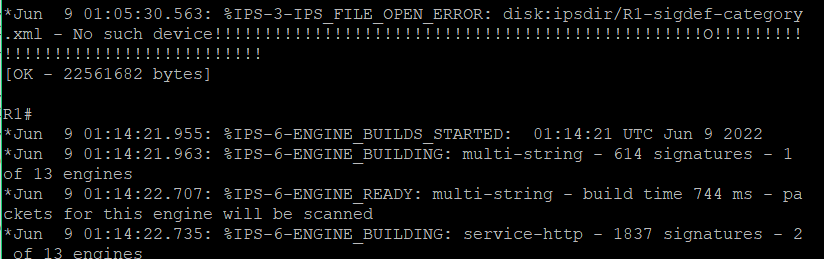 *Jun  9 01:05:30.563: %IPS-3-IPS_FILE_OPEN_ERROR: disk:ipsdir/R1-sigdef-category
.xml - No such device!!!!!!!!!!!!!!!!!!!!!!!!!!!!!!!!!!!!!!!!!!!!!!!!!!O!!!!!!!!!
!!!!!!!!!!!!!!!!!!!!!!!!!!
[OK - 22561682 bytes]
R1#
*Jun  9 01:14:21.955: %IPS-6-ENGINE_BUILDS_STARTED:  01:14:21 UTC Jun 9 2022
*Jun  9 01:14:21.963: %IPS-6-ENGINE_BUILDING: multi-string - 614 signatures - 1
of 13 engines
*Jun  9 01:14:22.707: %IPS-6-ENGINE_READY: multi-string - build time 744 ms - pa
ckets for this engine will be scanned
*Jun  9 01:14:22.735: %IPS-6-ENGINE_BUILDING: service-http - 1837 signatures - 2
 of 13 engines